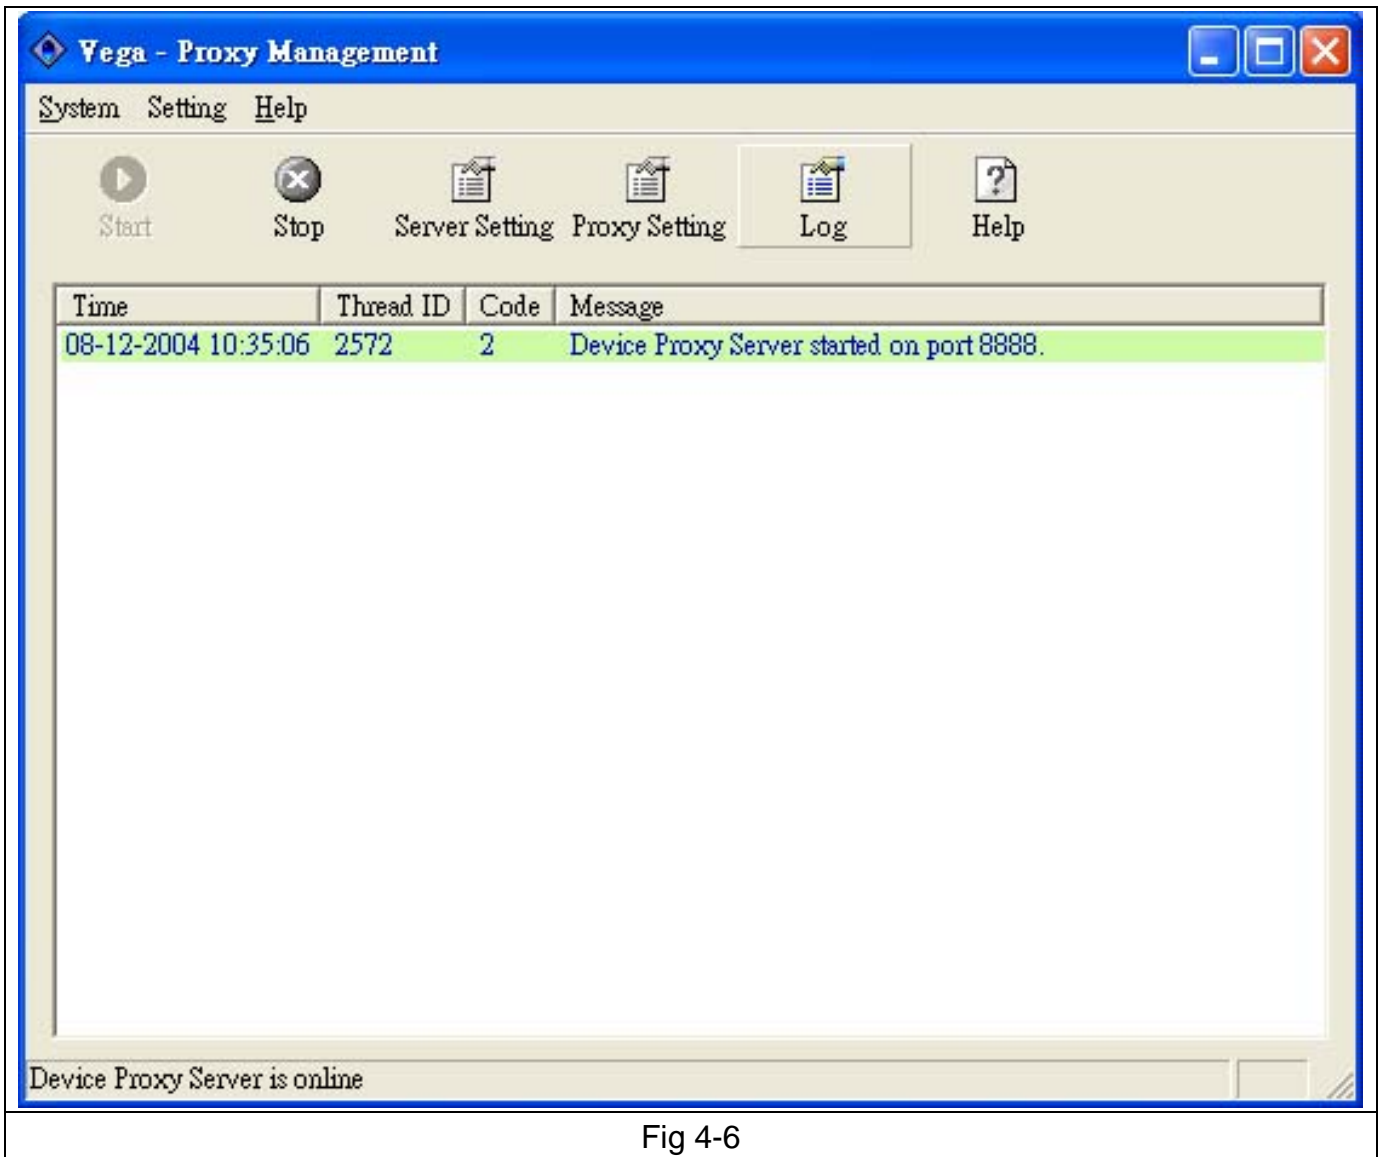 Vega - Proxy Management
System Setting Help
Start Stop Server Setting Proxy Setting Log Help
Time Thread ID Code Message
08-12-2004 10:35:06 2572 2 Device Proxy Server started on port 8888.
Device Proxy Server is online
Fig 4-6